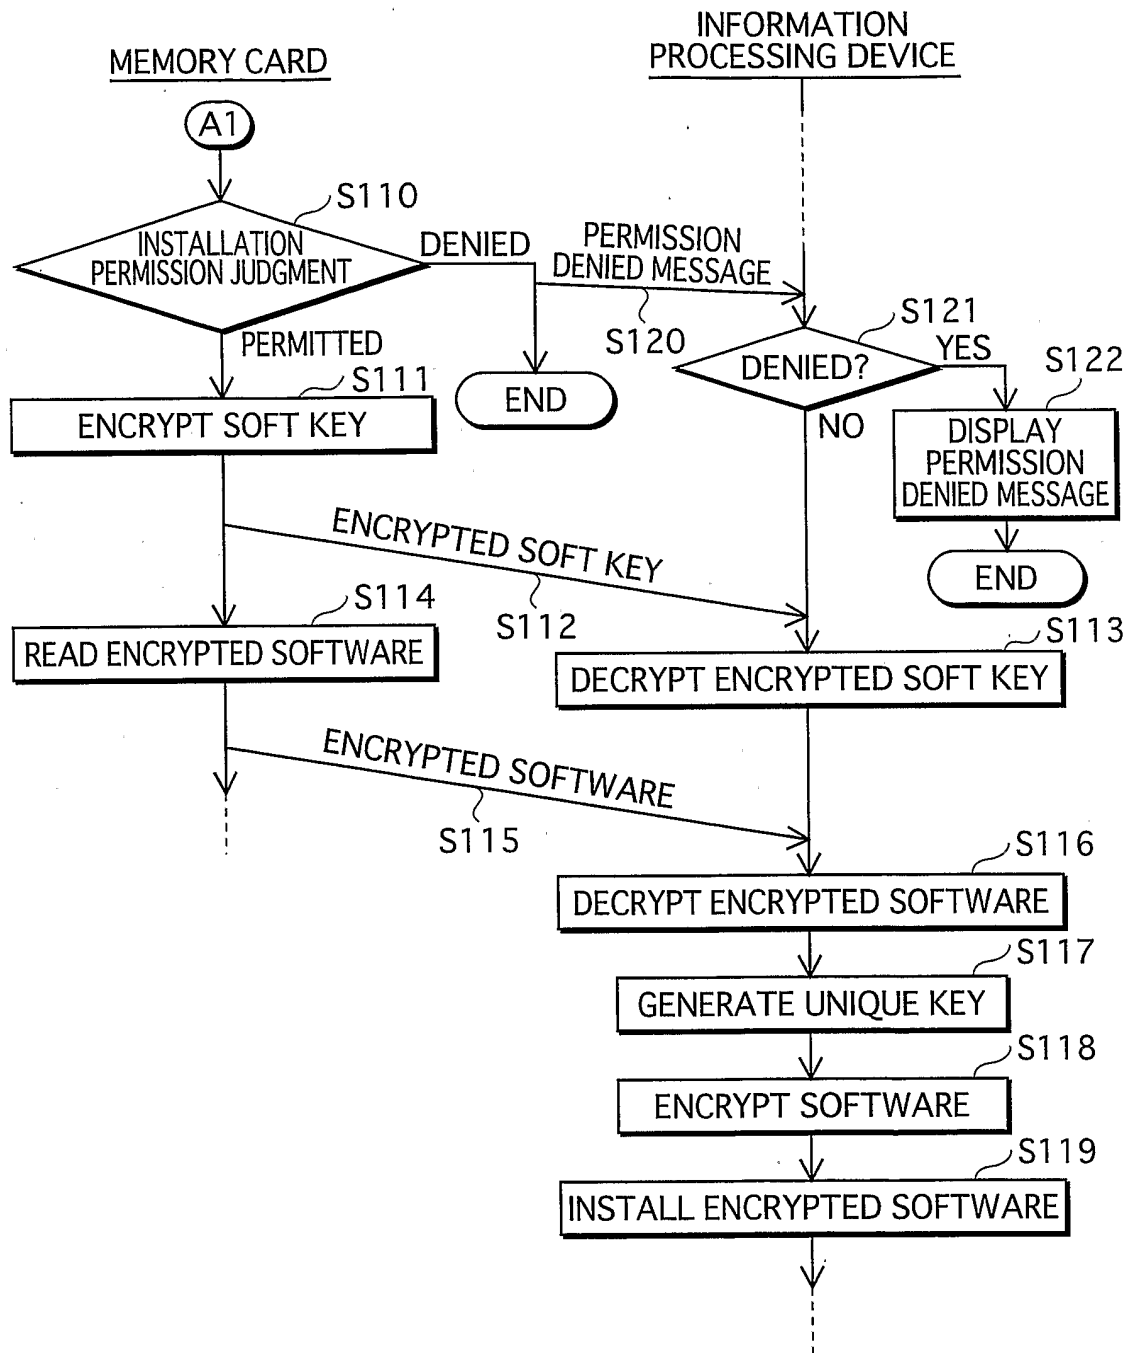 MEMORY CARD
INFORMATION
PROCESSING DEVICE
A1
S110
INSTALLATION
PERMISSION JUDGMENT
DENIED
PERMISSION
DENIED MESSAGE
S120
PERMITTED
S121
DENIED?
YES
NO
S122
DISPLAY
PERMISSION
DENIED MESSAGE
END
END
S111
ENCRYPT SOFT KEY
ENCRYPTED SOFT KEY
S112
S114
READ ENCRYPTED SOFTWARE
S113
DECRYPT ENCRYPTED SOFT KEY
ENCRYPTED SOFTWARE
S115
S116
DECRYPT ENCRYPTED SOFTWARE
S117
GENERATE UNIQUE KEY
S118
ENCRYPT SOFTWARE
S119
INSTALL ENCRYPTED SOFTWARE